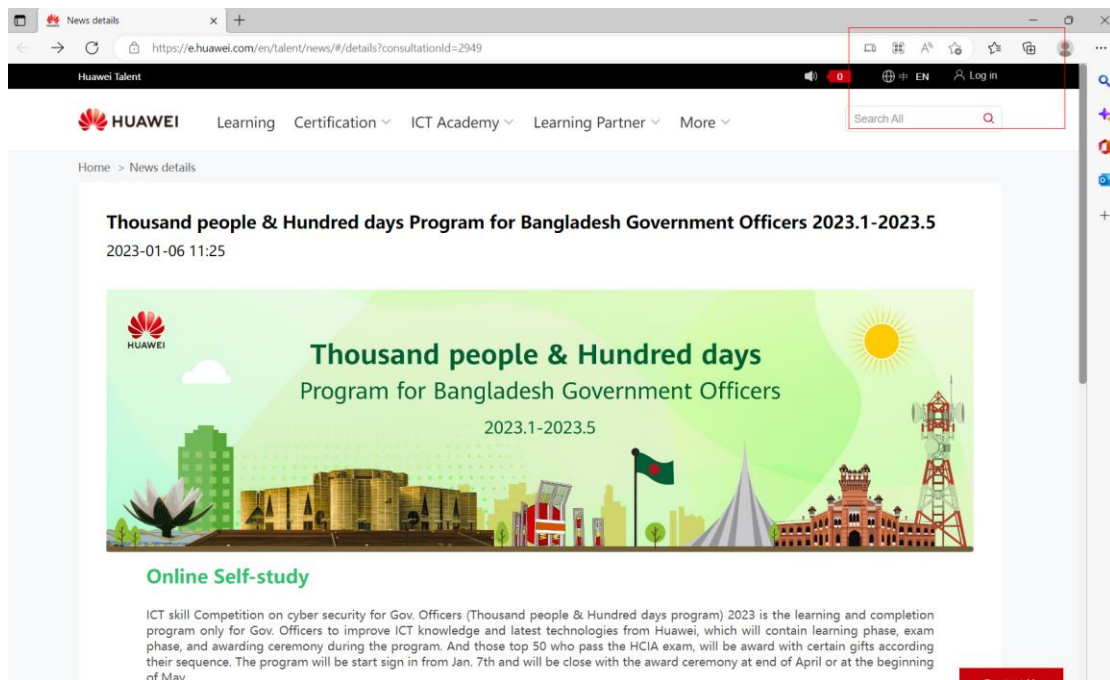 News details
https://e.huawei.com/en/talent/news/#/details?consultationId=2949
Huawei Talent
0
中 EN
Log in
HUAWEI
Learning
Certification
ICT Academy
Learning Partner
More
Search All
Home > News details
Thousand people & Hundred days Program for Bangladesh Government Officers 2023.1-2023.5
2023-01-06 11:25
HUAWEI
Thousand people & Hundred days
Program for Bangladesh Government Officers
2023.1-2023.5
Online Self-study
ICT skill Competition on cyber security for Gov. Officers (Thousand people & Hundred days program) 2023 is the learning and completion
program only for Gov. Officers to improve ICT knowledge and latest technologies from Huawei, which will contain learning phase, exam
phase, and awarding ceremony during the program. And those top 50 who pass the HCIA exam, will be award with certain gifts according
their sequence. The program will be start sign in from Jan. 7th and will be close with the award ceremony at end of April or at the beginning
of May